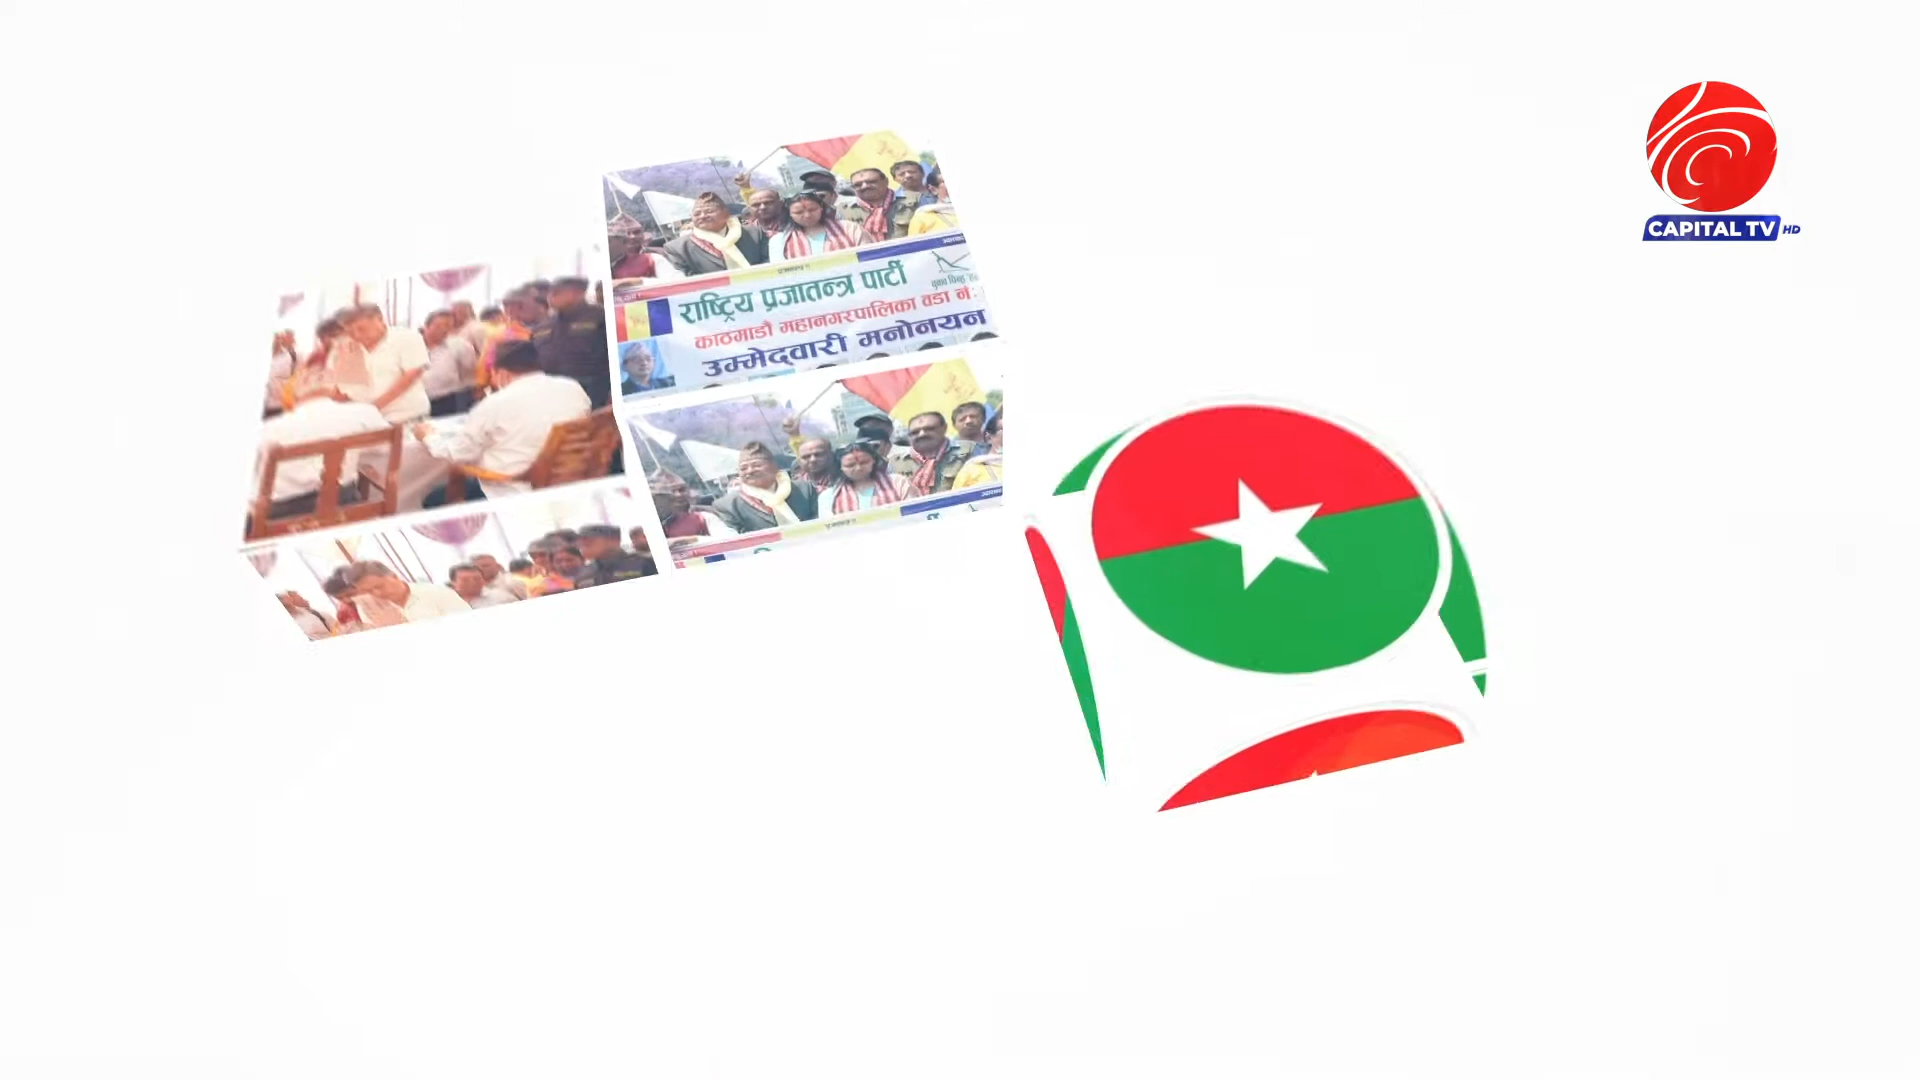 CAPITAL TV HD
राष्ट्रिय प्रजातन्त्र पार्टी
काठमाडौं महानगरपालिका वडा नं
उम्मेदवारी मनोनयन